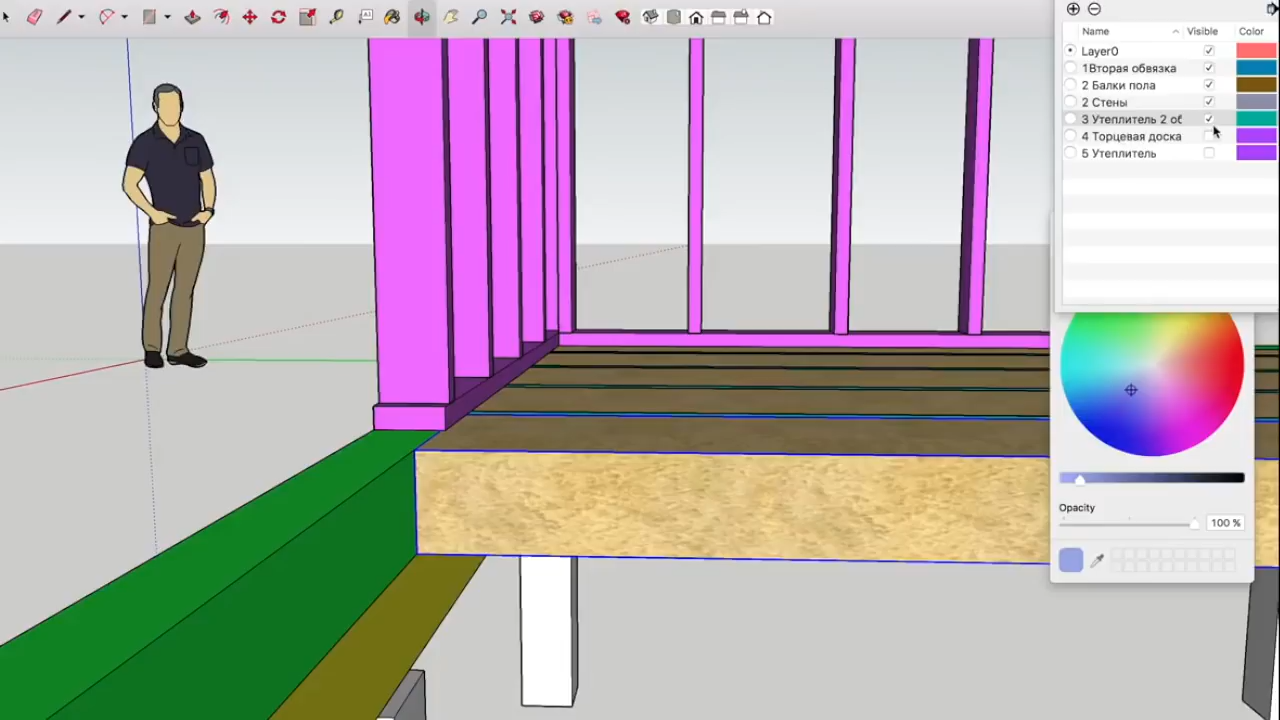 Name Visible Color
Layer0
1Вторая обвязка
2 Балки пола
2 Стены
3 Утеплитель 2 об
4 Торцевая доска
5 Утеплитель
Opacity
100 %